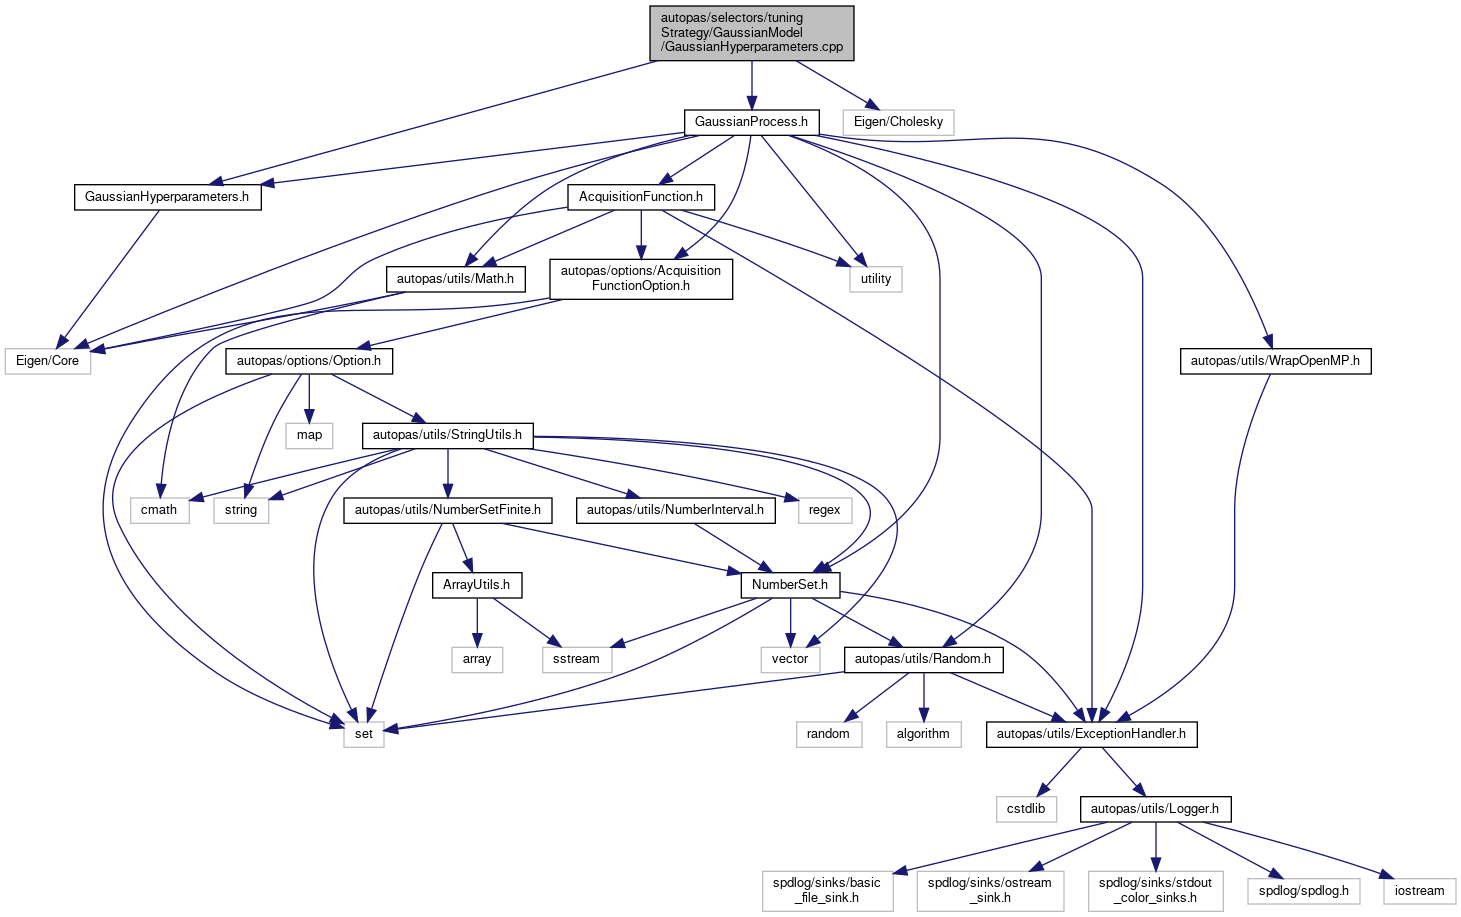 autopas/selectors/tuning
Strategy/GaussianModel
/GaussianHyperparameters.cpp
GaussianProcess.h
Eigen/Cholesky
GaussianHyperparameters.h
AcquisitionFunction.h
autopas/utils/Math.h
autopas/options/Acquisition
FunctionOption.h
utility
Eigen/Core
autopas/options/Option.h
autopas/utils/WrapOpenMP.h
map
autopas/utils/StringUtils.h
cmath
string
autopas/utils/NumberSetFinite.h
autopas/utils/NumberInterval.h
regex
ArrayUtils.h
NumberSet.h
array
sstream
vector
autopas/utils/Random.h
set
random
algorithm
autopas/utils/ExceptionHandler.h
cstdlib
autopas/utils/Logger.h
spdlog/sinks/basic
_file_sink.h
spdlog/sinks/ostream
_sink.h
spdlog/sinks/stdout
_color_sinks.h
spdlog/spdlog.h
iostream